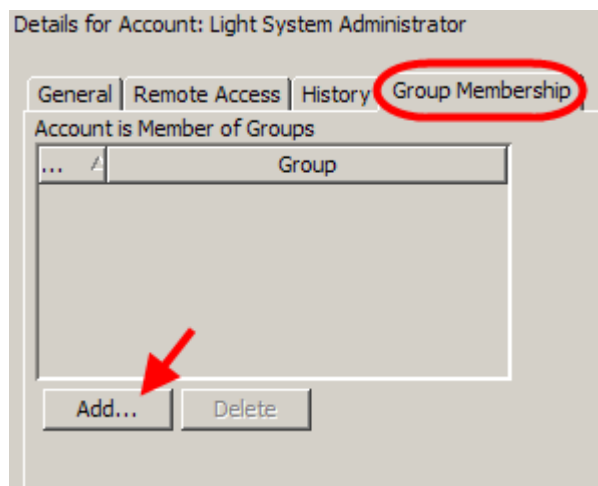 Details for Account: Light System Administrator
General Remote Access History Group Membership
Account is Member of Groups
... Group
Add... Delete